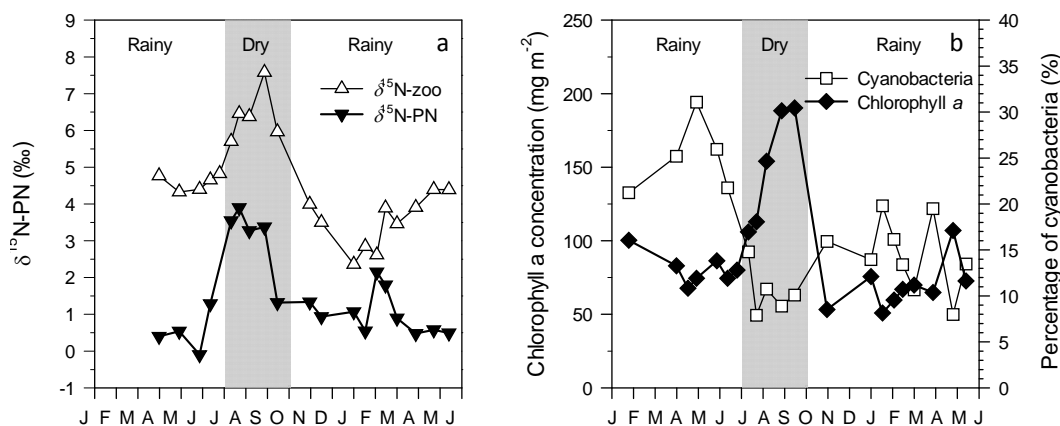 9
8
7
6
5
4
3
2
1
0
-1
δ¹⁵N-PN (‰)
Rainy Dry Rainy a
δ¹⁵N-zoo
δ¹⁵N-PN
J F M A M J J A S O N D J F M A M J
250
200
150
100
50
0
Chlorophyll a concentration (mg m⁻²)
Rainy Dry Rainy b
Cyanobacteria
Chlorophyll a
40
35
30
25
20
15
10
5
0
Percentage of cyanobacteria (%)
J F M A M J J A S O N D J F M A M J